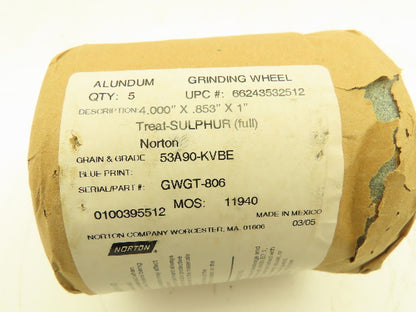 ALUNDUM GRINDING WHEEL
QTY: 5 UPC #: 66243532512
DESCRIPTION: 4.000" X .853" X 1"
Treat-SULPHUR (full)
Norton
GRAIN & GRADE 53A90-KVBE
BLUE PRINT:
SERIAL/PART #: GWGT-806
0100395512 MOS: 11940
MADE IN MEXICO
NORTON COMPANY WORCESTER, MA. 01606 03/05
NORTON